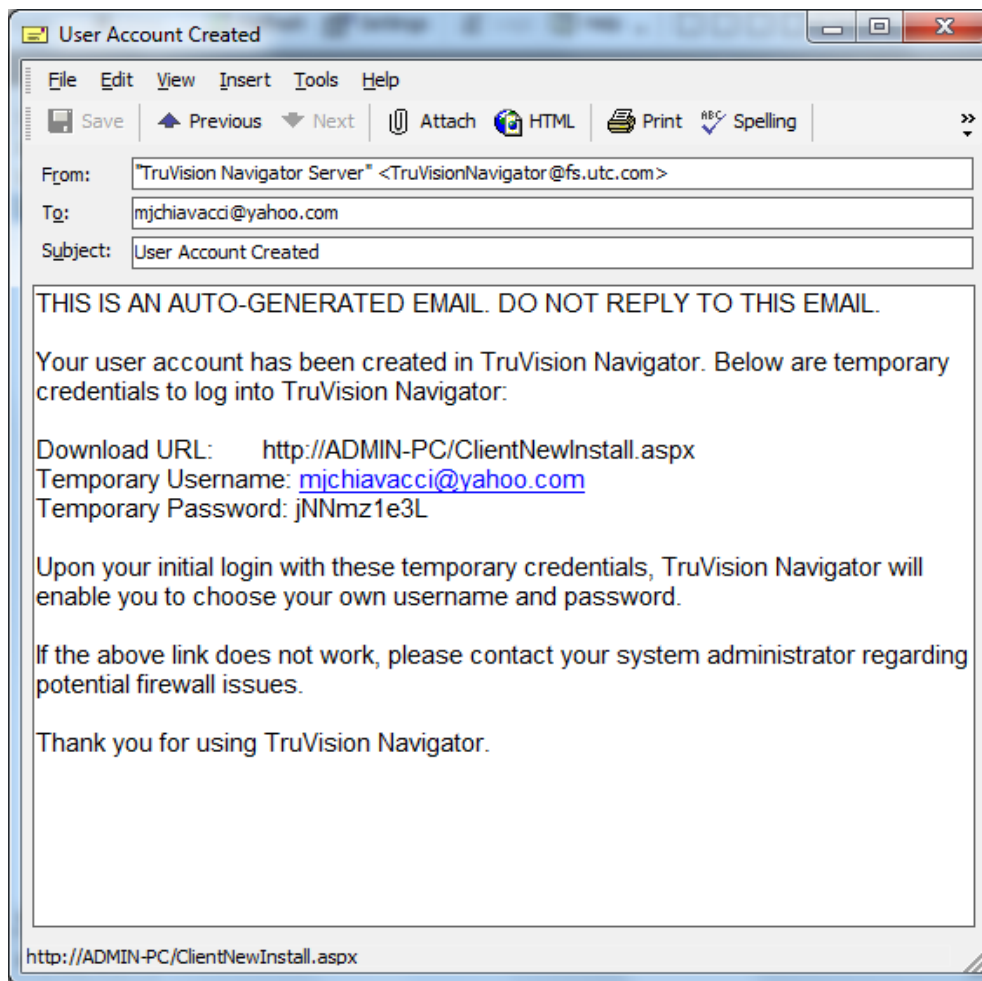 User Account Created
File Edit View Insert Tools Help
Save Previous Next Attach HTML Print ABC Spelling
From: "TruVision Navigator Server" <TruVisionNavigator@fs.utc.com>
To: mjchiavacci@yahoo.com
Subject: User Account Created
THIS IS AN AUTO-GENERATED EMAIL. DO NOT REPLY TO THIS EMAIL.
Your user account has been created in TruVision Navigator. Below are temporary
credentials to log into TruVision Navigator:
Download URL: http://ADMIN-PC/ClientNewInstall.aspx
Temporary Username: mjchiavacci@yahoo.com
Temporary Password: jNNmz1e3L
Upon your initial login with these temporary credentials, TruVision Navigator will
enable you to choose your own username and password.
If the above link does not work, please contact your system administrator regarding
potential firewall issues.
Thank you for using TruVision Navigator.
http://ADMIN-PC/ClientNewInstall.aspx